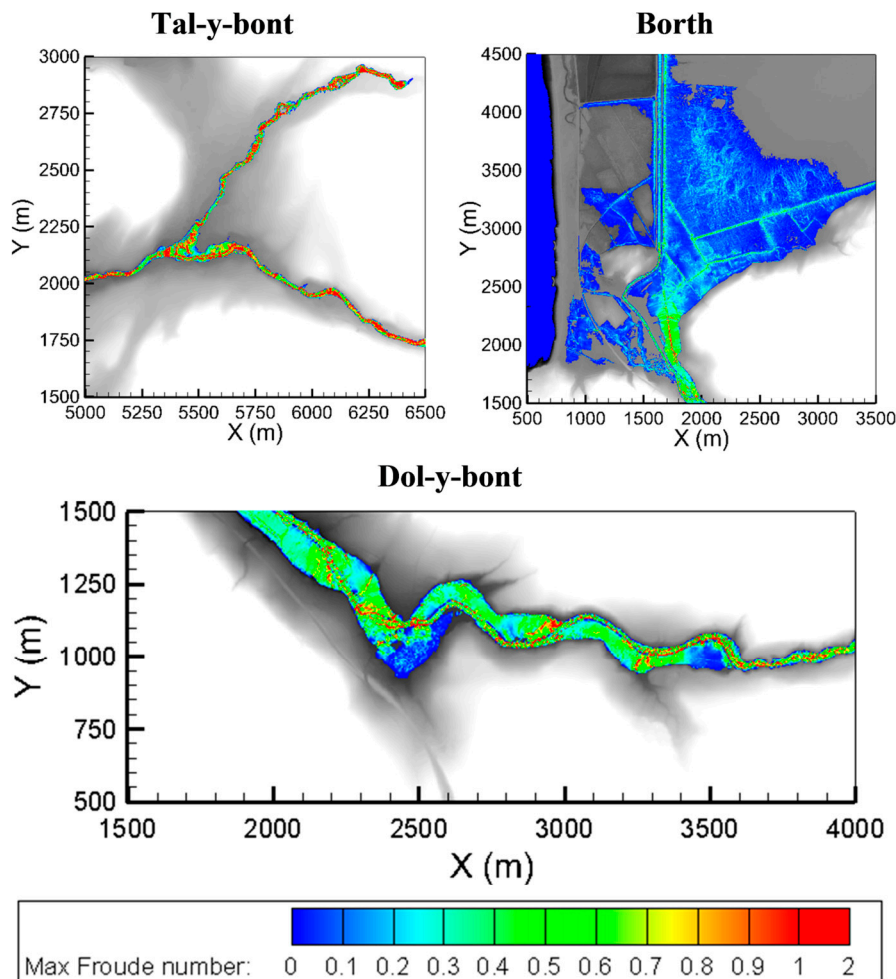 Tal-y-bont
Borth
3000
2750
2500
2250
2000
1750
1500
Y (m)
5000 5250 5500 5750 6000 6250 6500
X (m)
4500
4000
3500
3000
2500
2000
1500
Y (m)
500 1000 1500 2000 2500 3000 3500
X (m)
Dol-y-bont
1500
1250
1000
750
500
Y (m)
1500 2000 2500 3000 3500 4000
X (m)
Max Froude number: 0 0.1 0.2 0.3 0.4 0.5 0.6 0.7 0.8 0.9 1 2